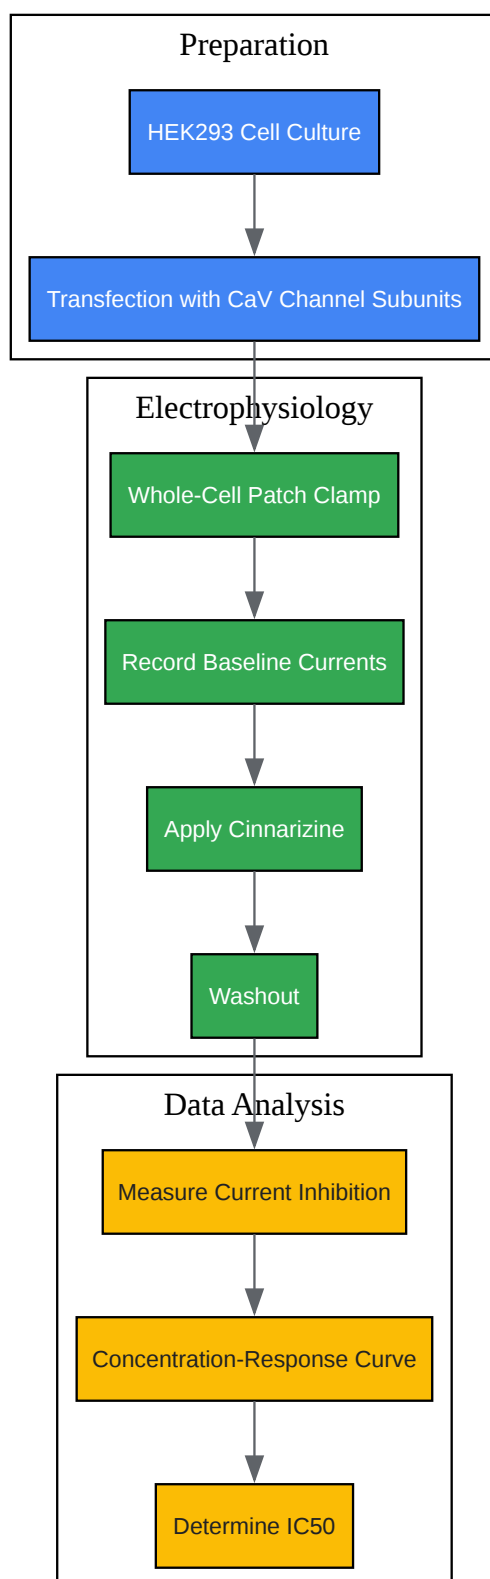 Preparation
HEK293 Cell Culture
Transfection with CaV Channel Subunits
Electrophysiology
Whole-Cell Patch Clamp
Record Baseline Currents
Apply Cinnarizine
Washout
Data Analysis
Measure Current Inhibition
Concentration-Response Curve
Determine IC50